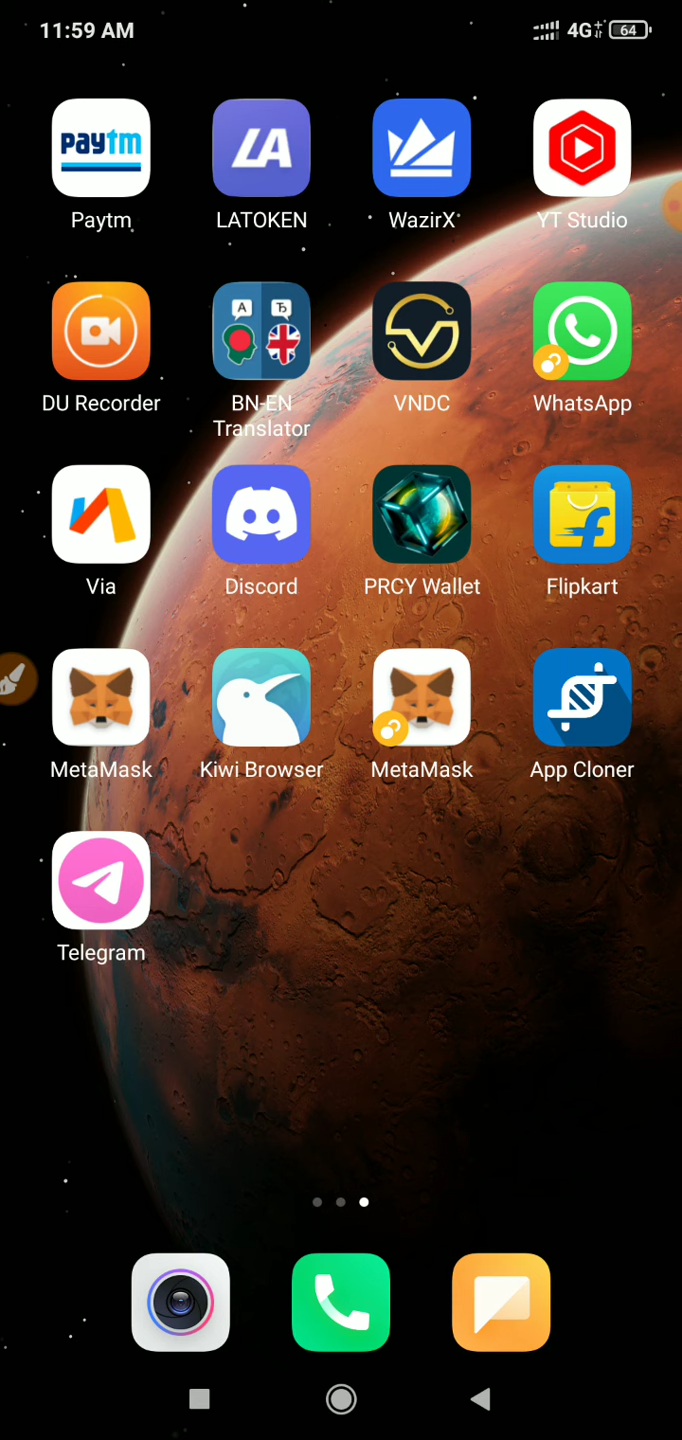 11:59 AM
4G+
64
paytm
LA
Paytm
LATOKEN
WazirX
YT Studio
A
DU Recorder
BN-EN
Translator
VNDC
WhatsApp
Via
Discord
PRCY Wallet
Flipkart
MetaMask
Kiwi Browser
MetaMask
App Cloner
Telegram